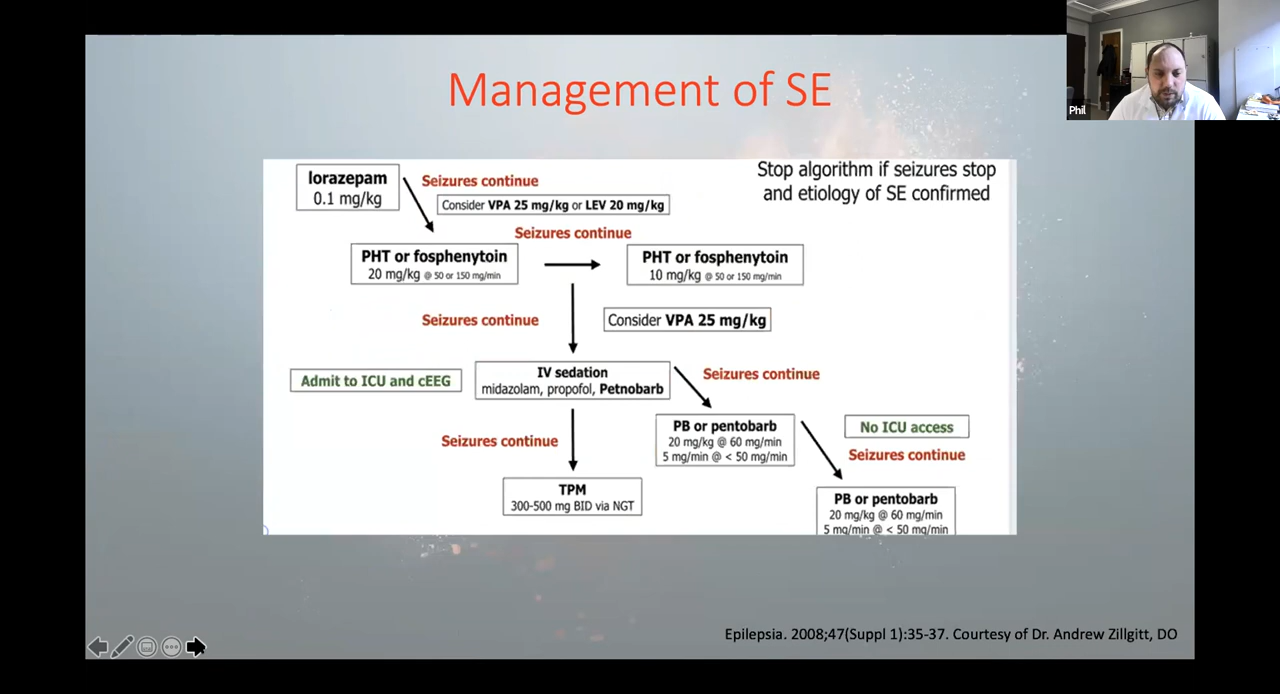 Phil
Management of SE
lorazepam
0.1 mg/kg
Seizures continue
Consider VPA 25 mg/kg or LEV 20 mg/kg
Stop algorithm if seizures stop
and etiology of SE confirmed
Seizures continue
PHT or fosphenytoin
20 mg/kg @ 50 or 150 mg/min
PHT or fosphenytoin
10 mg/kg @ 50 or 150 mg/min
Seizures continue
Consider VPA 25 mg/kg
Admit to ICU and cEEG
IV sedation
midazolam, propofol, Petnobarb
Seizures continue
Seizures continue
PB or pentobarb
20 mg/kg @ 60 mg/min
5 mg/min @ < 50 mg/min
No ICU access
Seizures continue
TPM
300-500 mg BID via NGT
PB or pentobarb
20 mg/kg @ 60 mg/min
5 mg/min @ < 50 mg/min
Epilepsia. 2008;47(Suppl 1):35-37. Courtesy of Dr. Andrew Zillgitt, DO